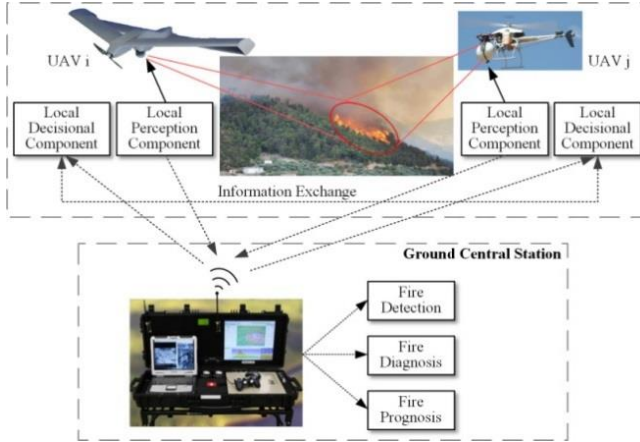 UAV i
UAV j
Local
Decisional
Component
Local
Perception
Component
Local
Perception
Component
Local
Decisional
Component
Information Exchange
Ground Central Station
Fire
Detection
Fire
Diagnosis
Fire
Prognosis